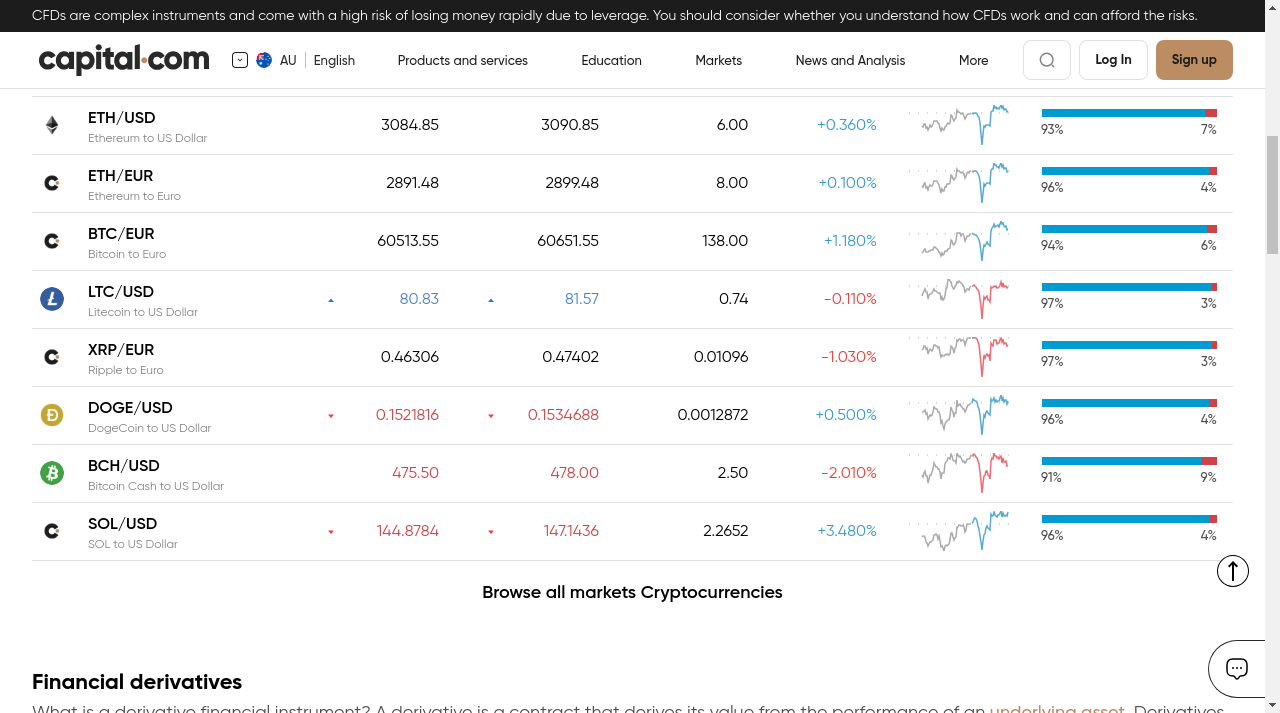 CFDs are complex instruments and come with a high risk of losing money rapidly due to leverage. You should consider whether you understand how CFDs work and can afford the risks.
capital.com AU English Products and services Education Markets News and Analysis More Log In Sign up
ETH/USD 3084.85 3090.85 6.00 +0.360% 93% 7%
Ethereum to US Dollar
ETH/EUR 2891.48 2899.48 8.00 +0.100% 96% 4%
Ethereum to Euro
BTC/EUR 60513.55 60651.55 138.00 +1.180% 94% 6%
Bitcoin to Euro
LTC/USD 80.83 81.57 0.74 -0.110% 97% 3%
Litecoin to US Dollar
XRP/EUR 0.46306 0.47402 0.01096 -1.030% 97% 3%
Ripple to Euro
DOGE/USD 0.1521816 0.1534688 0.0012872 +0.500% 96% 4%
DogeCoin to US Dollar
BCH/USD 475.50 478.00 2.50 -2.010% 91% 9%
Bitcoin Cash to US Dollar
SOL/USD 144.8784 147.1436 2.2652 +3.480% 96% 4%
SOL to US Dollar
Browse all markets Cryptocurrencies
Financial derivatives
What is a derivative financial instrument? A derivative is a contract that derives its value from the performance of an underlying asset. Derivatives